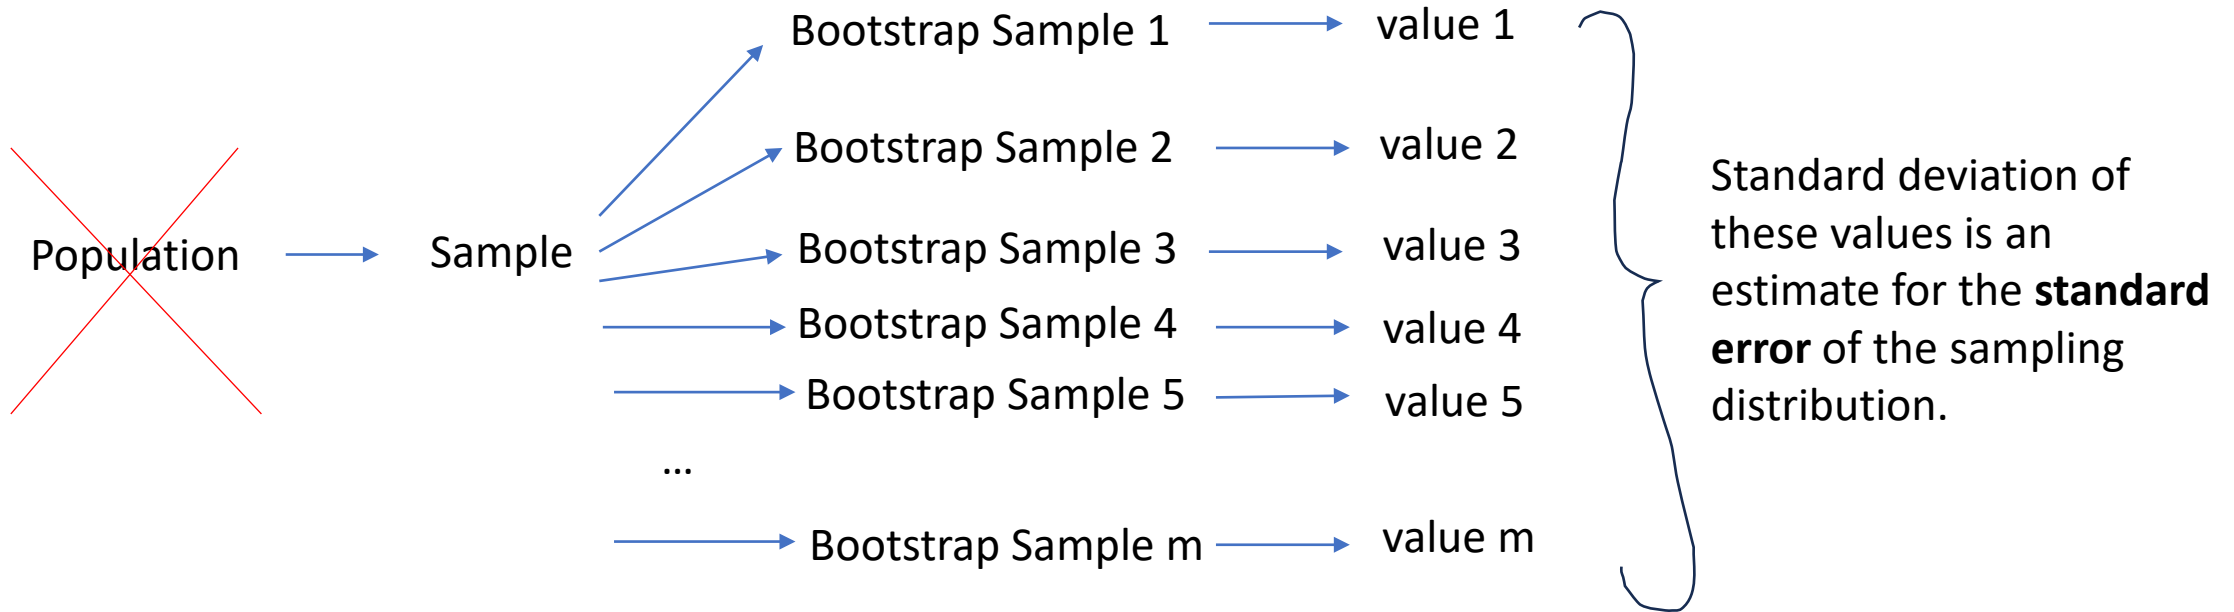 Population
Sample
Bootstrap Sample 1
value 1
Bootstrap Sample 2
value 2
Bootstrap Sample 3
value 3
Bootstrap Sample 4
value 4
Bootstrap Sample 5
value 5
...
Bootstrap Sample m
value m
Standard deviation of
these values is an
estimate for the standard
error of the sampling
distribution.